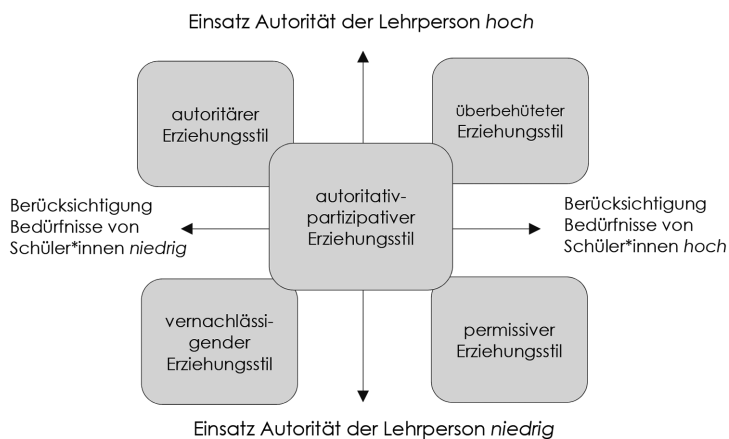 Einsatz Autorität der Lehrperson hoch
autoritärer
Erziehungsstil
überbehüteter
Erziehungsstil
Berücksichtigung
Bedürfnisse von
Schüler*innen niedrig
autoritativ-
partizipativer
Erziehungsstil
Berücksichtigung
Bedürfnisse von
Schüler*innen hoch
vernachlässi-
gender
Erziehungsstil
permissiver
Erziehungsstil
Einsatz Autorität der Lehrperson niedrig